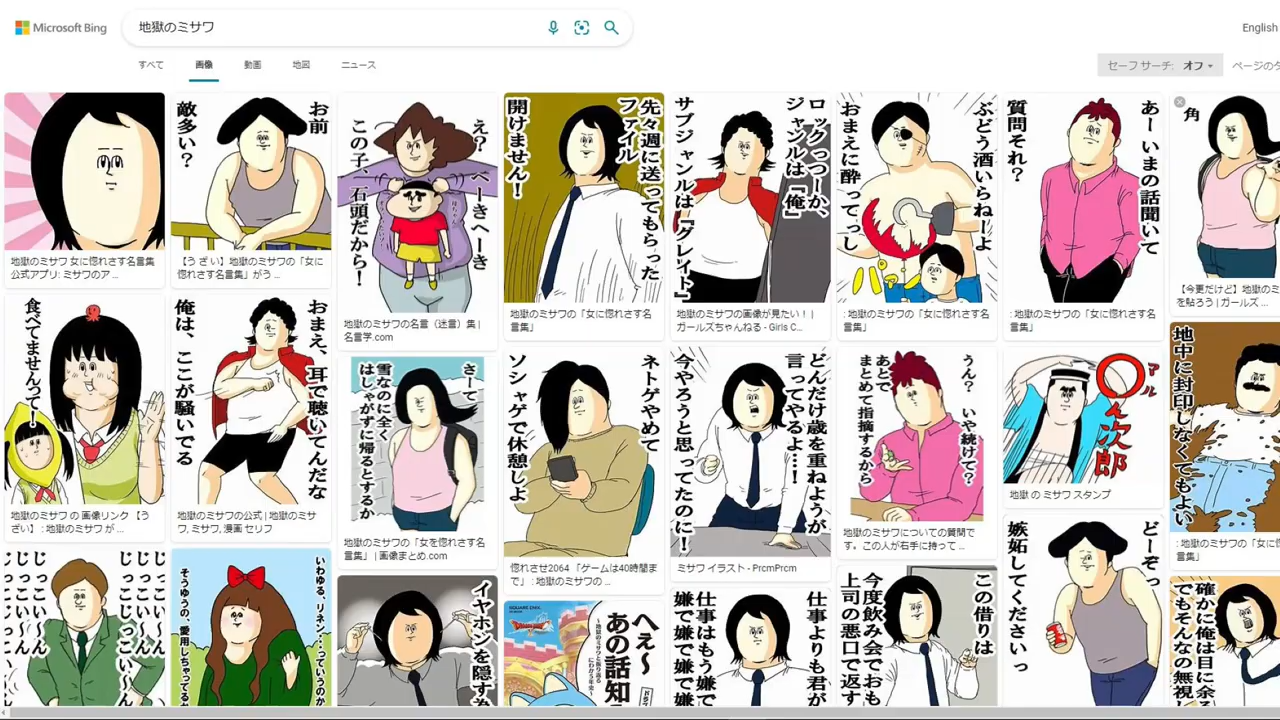 Microsoft Bing
地獄のミサワ
English
すべて
画像
動画
地図
ニュース
セーフ サーチ: オフ
お前
敵多い?
え?
へーきへーき
この子、石頭だから!
先々週に送ってもらった
ファイル
開けません!
ロックっつーか、
ジャンルは「俺」
サブジャンルは『グレイト』
ぶどう酒いらねーよ
おまえに酔ってっし
あーいまの話聞いて
質問それ?
角
地獄のミサワ 女に惚れさす名言集
公式アプリ: ミサワのア ...
【う ざ い】地獄のミサワの「女に
惚れさす名言集」がう ...
地獄のミサワの名言（迷言）集 |
名言学.com
地獄のミサワの「女に惚れさす名
言集」
地獄のミサワの画像が見たい! |
ガールズちゃんねる - Girls C...
: 地獄のミサワの「女に惚れさす名
言集」
: 地獄のミサワの「女に惚れさす名
言集」
【今更だけど】地獄のミ
を貼ろう | ガールズ ...
食べてませんって!
おまえ、耳で聴いてんだな
俺は、ここが騒いでる
さーて
雪なのに全く
はしゃがずに帰るとするか
ネトゲやめて
ソシャゲで休憩しよ
どんだけ歳を重ねようが
言ってやるよ…!
今やろうと思ってたのに!
うん? いや続けて?
あとで
まとめて指摘するから
地中に封印しなくてもよい
地獄のミサワ の 画像リンク 【う
ざい】 : 地獄のミサワ が ...
地獄のミサワの公式 | 地獄のミサ
ワ, ミサワ, 漫画 セリフ
地獄のミサワの「女を惚れさす名
言集」 | 画像まとめ.com
惚れさせ2064 「ゲームは40時間ま
で」 : 地獄のミサワの ...
ミサワ イラスト - PrcmPrcm
地獄のミサワについての質問で
す。この人が右手に持って ...
地獄 の ミサワ スタンプ
: 地獄のミサワの「女に惚
言集」
いわゆる、リネン…っていうのか
そうゆうの、愛用しちゃってるか
イヤホンを隠す
SQUARE ENIX
へぇ〜
あの話知
仕事よりも君が
仕事はもう嫌で
嫌で嫌で嫌で嫌
この借りは
今度飲み会でおも
上司の悪口で返す
どーぞっ
嫉妬してくださいっ
確かに俺は目に余る
でもそんなの無視し